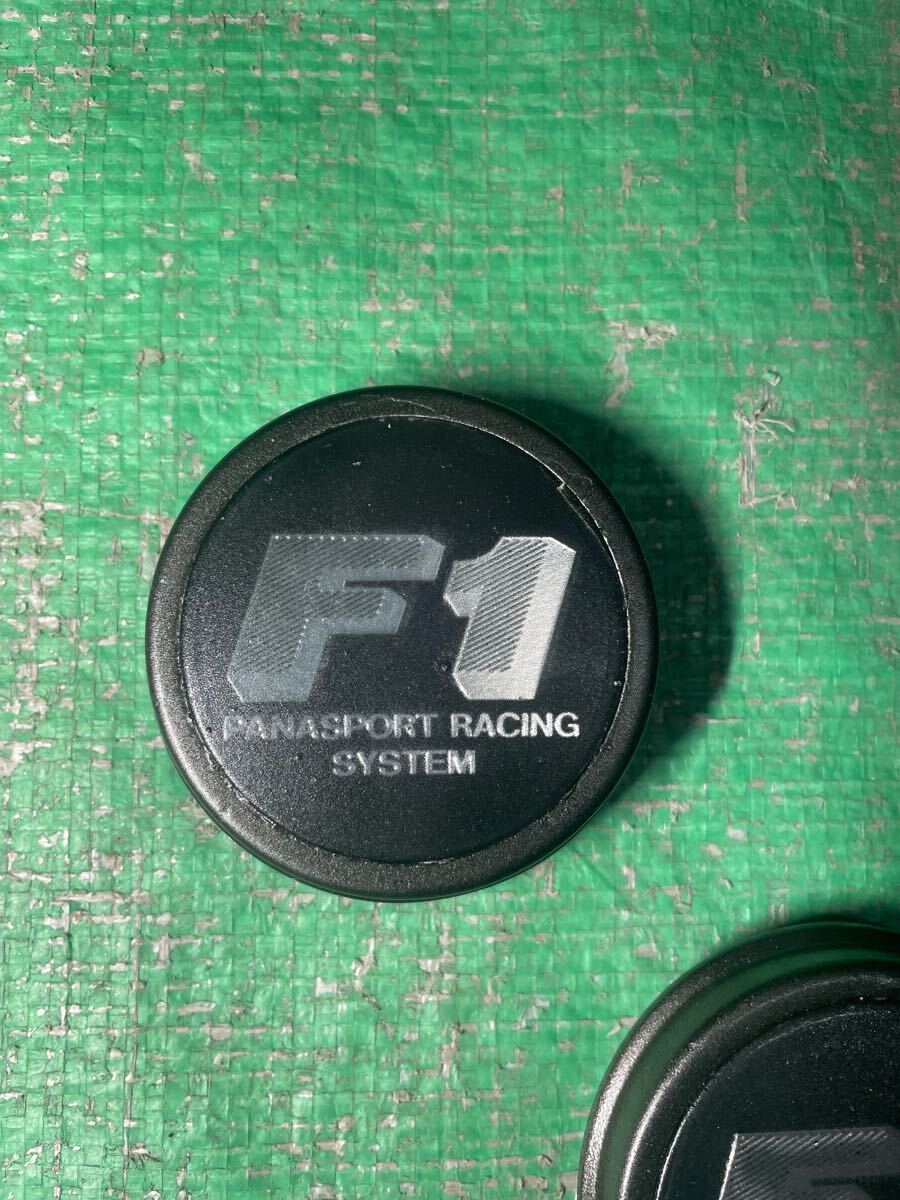 F1
PANASPORT RACING
SYSTEM